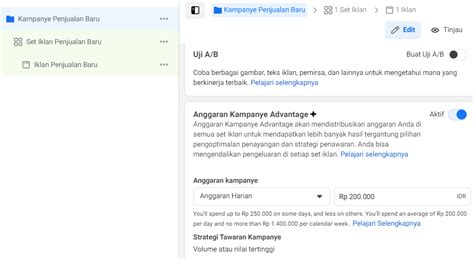 Kampanye Penjualan Baru
Set Iklan Penjualan Baru
Iklan Penjualan Baru
Kampanye Penjualan Baru > 1 Set Iklan > 1 Iklan
Edit
Tinjau
Uji A/B
Buat Uji A/B
Coba berbagai gambar, teks iklan, pemirsa, dan lainnya untuk mengetahui mana yang
berkinerja terbaik. Pelajari selengkapnya
Anggaran Kampanye Advantage+
Aktif
Anggaran Kampanye Advantage akan mendistribusikan anggaran Anda di
semua set iklan untuk mendapatkan lebih banyak hasil tergantung pilihan
pengoptimalan penayangan dan strategi penawaran. Anda bisa
mengendalikan pengeluaran di setiap set iklan. Pelajari selengkapnya
Anggaran kampanye
Anggaran Harian
Rp 200.000
IDR
You'll spend up to Rp 250.000 on some days, and less on others. You'll spend an average of Rp 200.000
per day and no more than Rp 1.400.000 per calendar week. Pelajari Selengkapnya
Strategi Tawaran Kampanye
Volume atau nilai tertinggi